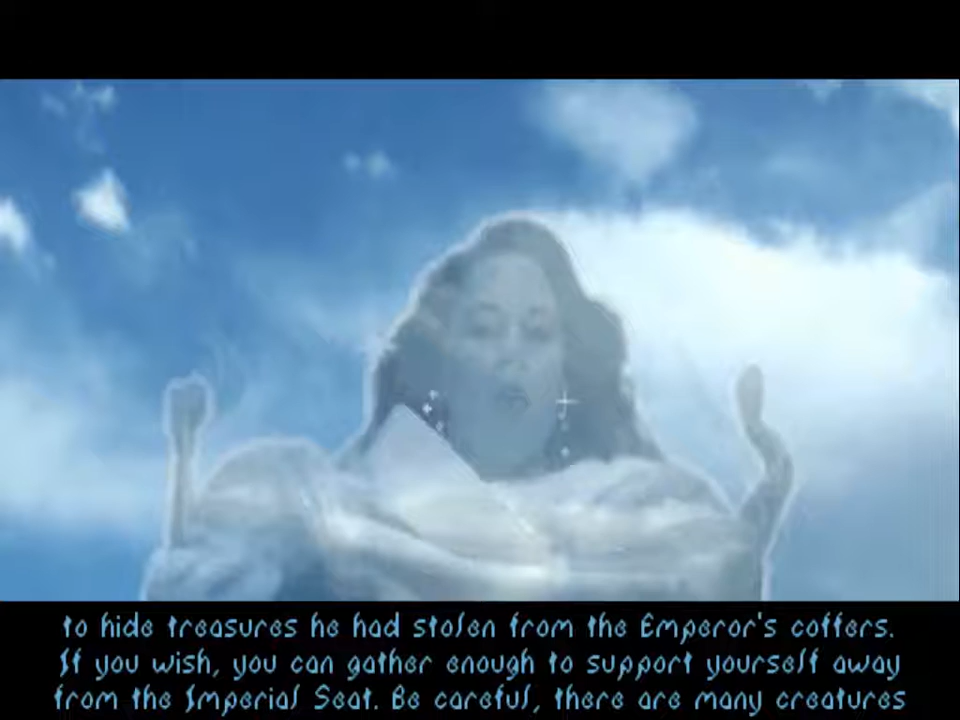 to hide treasures he had stolen from the Emperor's coffers.
If you wish, you can gather enough to support yourself away
from the Imperial Seat. Be careful, there are many creatures